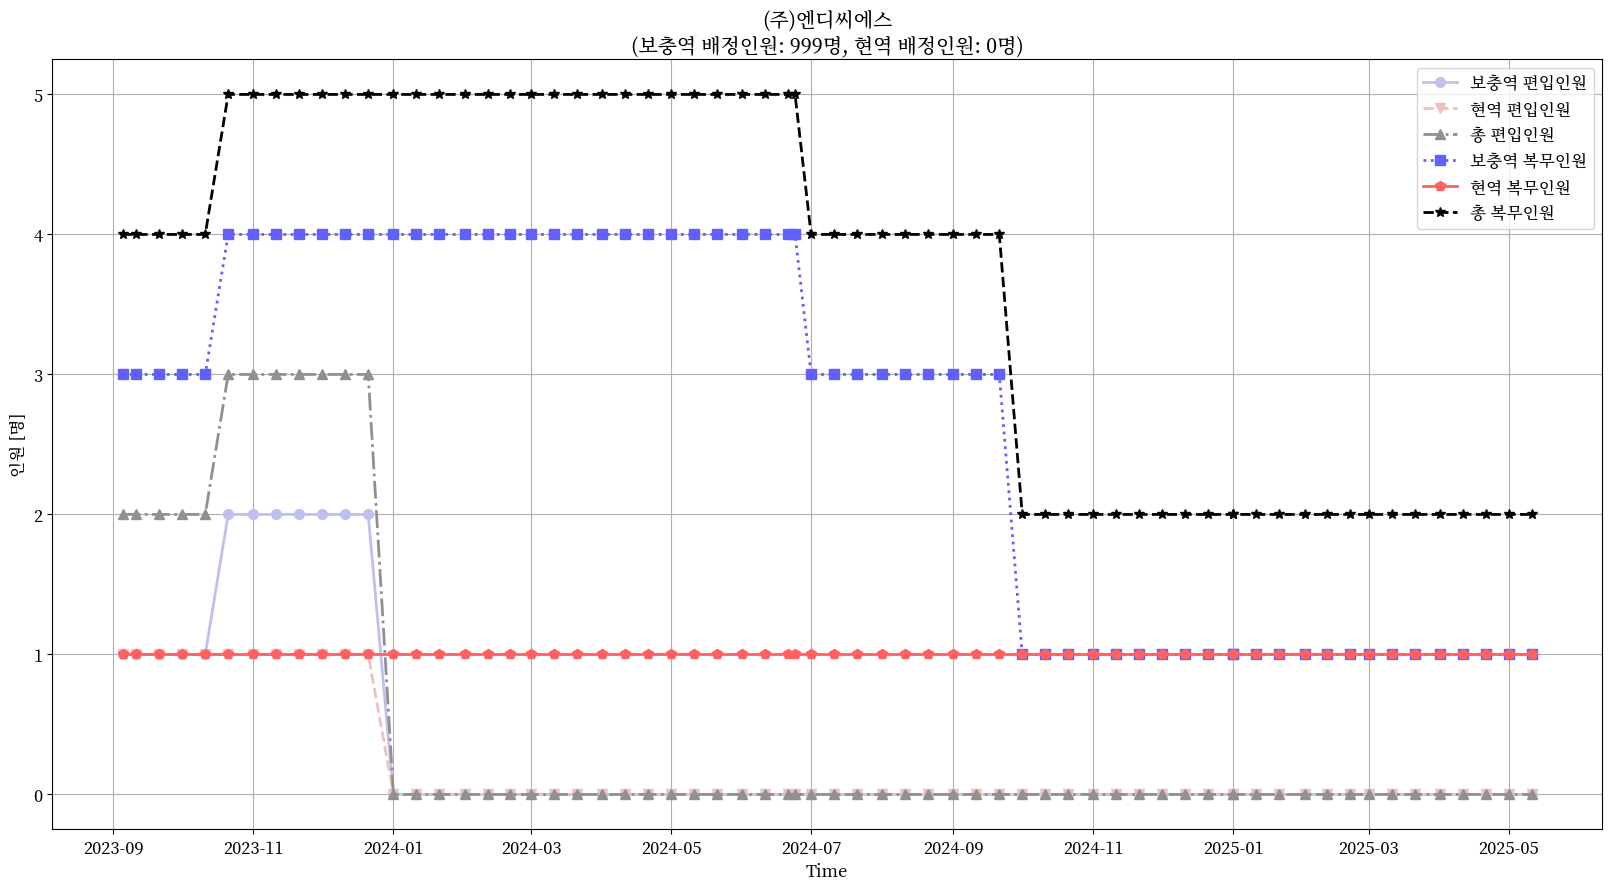 (주)엔디씨에스
(보충역 배정인원: 999명, 현역 배정인원: 0명)
보충역 편입인원
현역 편입인원
총 편입인원
보충역 복무인원
현역 복무인원
총 복무인원
인원 [명]
5
4
3
2
1
0
2023-09 2023-11 2024-01 2024-03 2024-05 2024-07 2024-09 2024-11 2025-01 2025-03 2025-05
Time